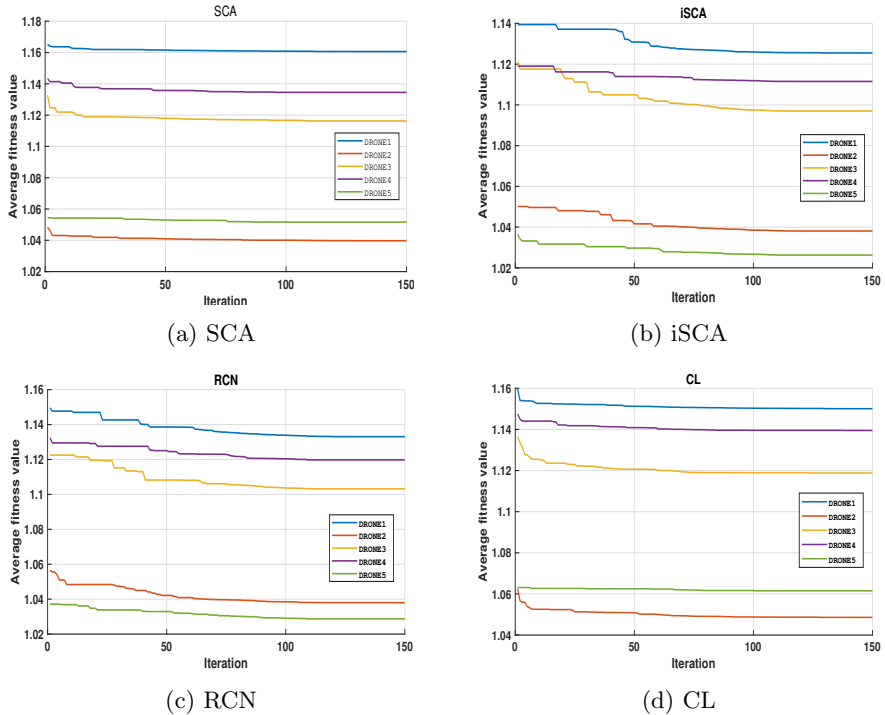 SCA
1.18
1.16
1.14
1.12
1.1
1.08
1.06
1.04
1.02
0
50
100
150
Average fitness value
Iteration
DRONE1
DRONE2
DRONE3
DRONE4
DRONE5
(a) SCA
iSCA
1.14
1.12
1.1
1.08
1.06
1.04
1.02
0
50
100
150
Average fitness value
Iteration
DRONE1
DRONE2
DRONE3
DRONE4
DRONE5
(b) iSCA
RCN
1.16
1.14
1.12
1.1
1.08
1.06
1.04
1.02
0
50
100
150
Average fitness value
Iteration
DRONE1
DRONE2
DRONE3
DRONE4
DRONE5
(c) RCN
CL
1.16
1.14
1.12
1.1
1.08
1.06
1.04
0
50
100
150
Average fitness value
Iteration
DRONE1
DRONE2
DRONE3
DRONE4
DRONE5
(d) CL